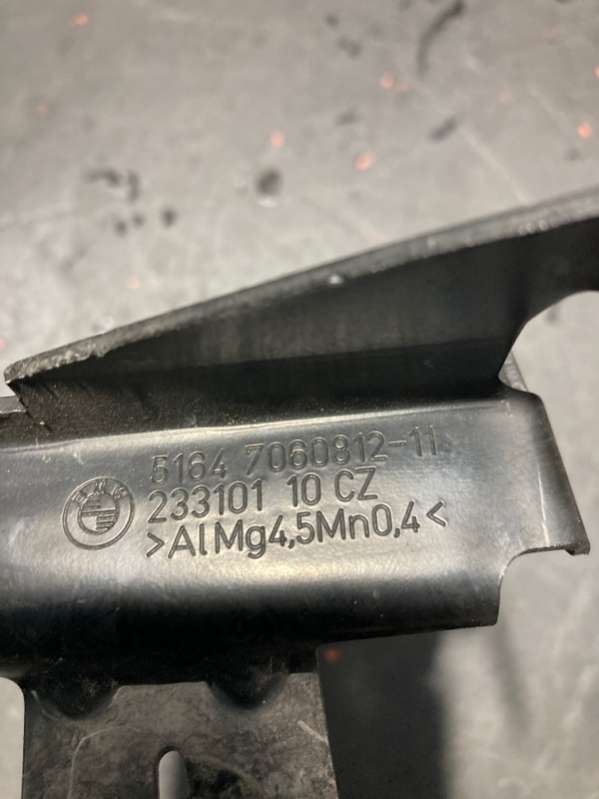 5164 7060812-11
233101 10 CZ
>AlMg4,5Mn0,4<
BMW